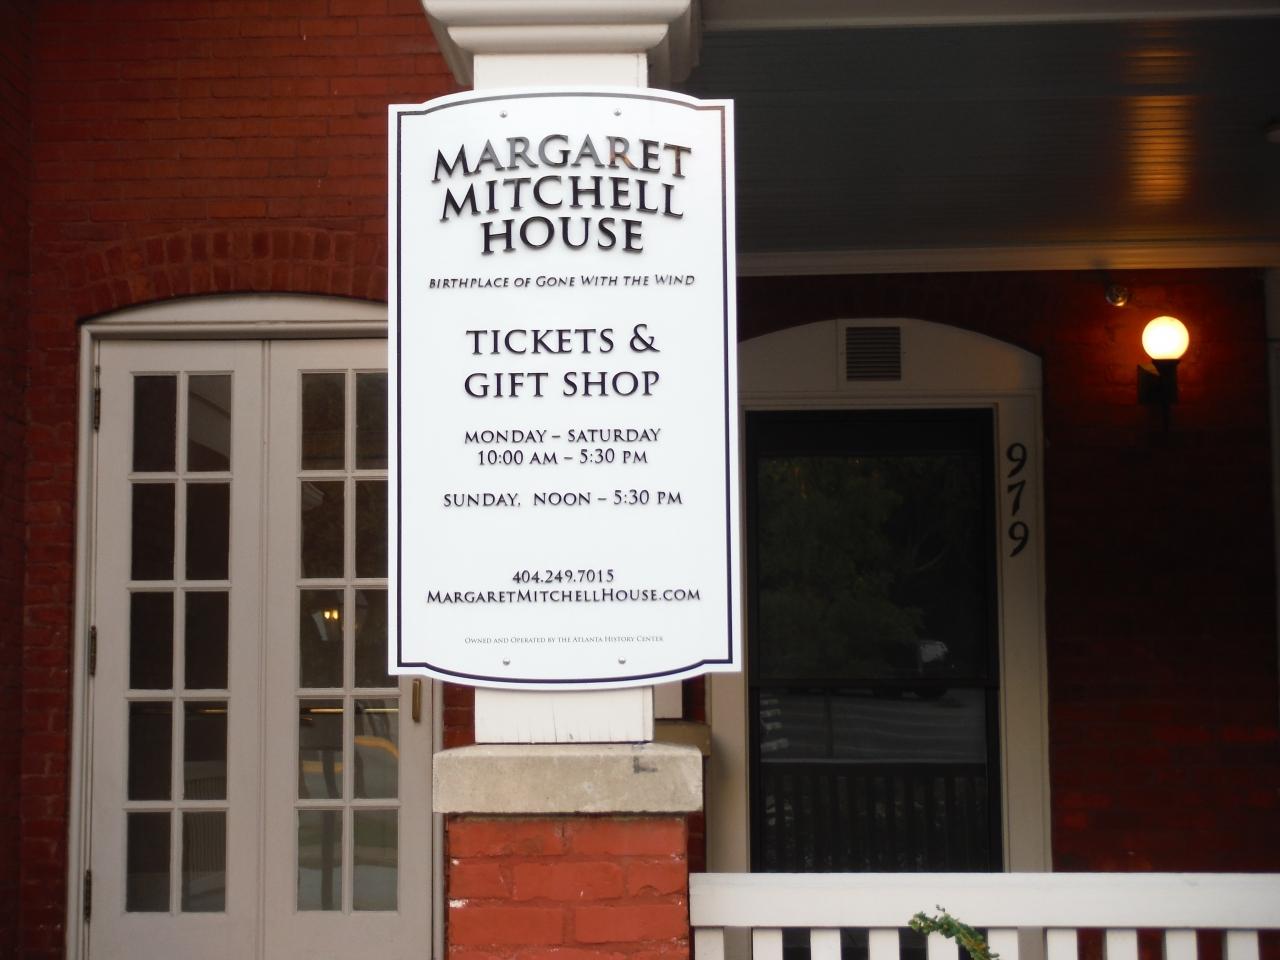 MARGARET
MITCHELL
HOUSE
BIRTHPLACE OF GONE WITH THE WIND
TICKETS &
GIFT SHOP
MONDAY – SATURDAY
10:00 AM – 5:30 PM
SUNDAY, NOON – 5:30 PM
404.249.7015
MARGARETMITCHELLHOUSE.COM
OWNED AND OPERATED BY THE ATLANTA HISTORY CENTER
979